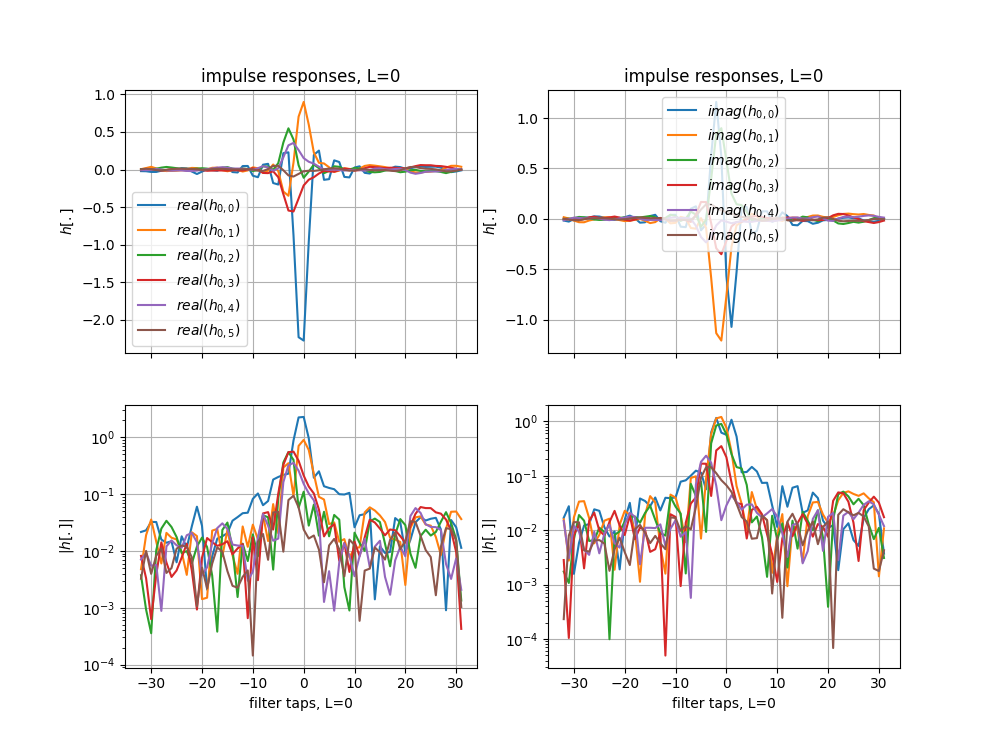 impulse responses, L=0
1.0
0.5
0.0
−0.5
−1.0
−1.5
−2.0
h[.]
real(h0,0)
real(h0,1)
real(h0,2)
real(h0,3)
real(h0,4)
real(h0,5)
impulse responses, L=0
1.0
0.5
0.0
−0.5
−1.0
h[.]
imag(h0,0)
imag(h0,1)
imag(h0,2)
imag(h0,3)
imag(h0,4)
imag(h0,5)
10^0
10^−1
10^−2
10^−3
10^−4
|h[.]|
−30 −20 −10 0 10 20 30
filter taps, L=0
10^0
10^−1
10^−2
10^−3
10^−4
|h[.]|
−30 −20 −10 0 10 20 30
filter taps, L=0